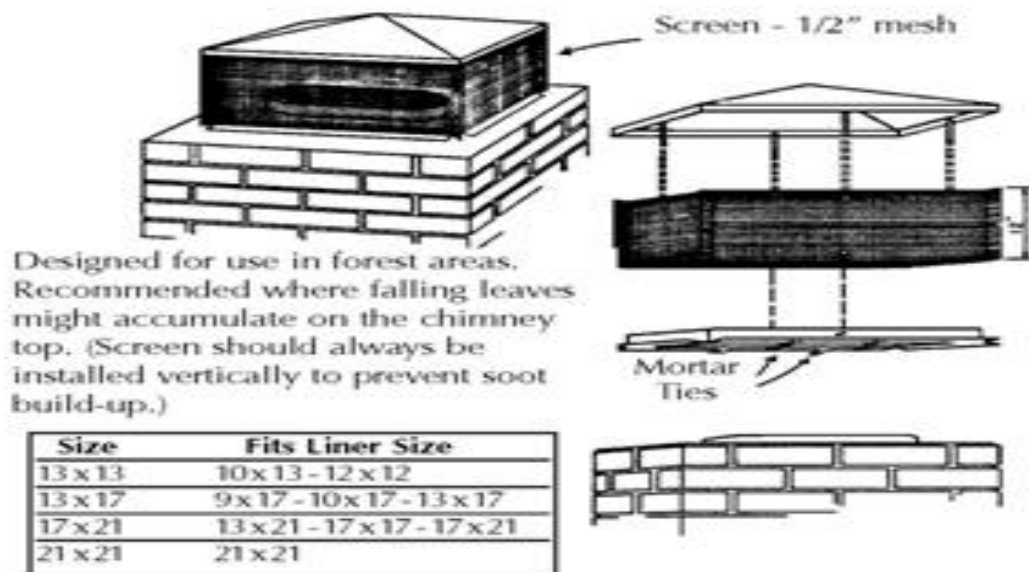 Screen - 1/2" mesh
12"
Designed for use in forest areas.
Recommended where falling leaves
might accumulate on the chimney
top. (Screen should always be
installed vertically to prevent soot
build-up.)
Mortar
Ties
Size Fits Liner Size
13 x 13 10 x 13 - 12 x 12
13 x 17 9 x 17 - 10 x 17 - 13 x 17
17 x 21 13 x 21 - 17 x 17 - 17 x 21
21 x 21 21 x 21